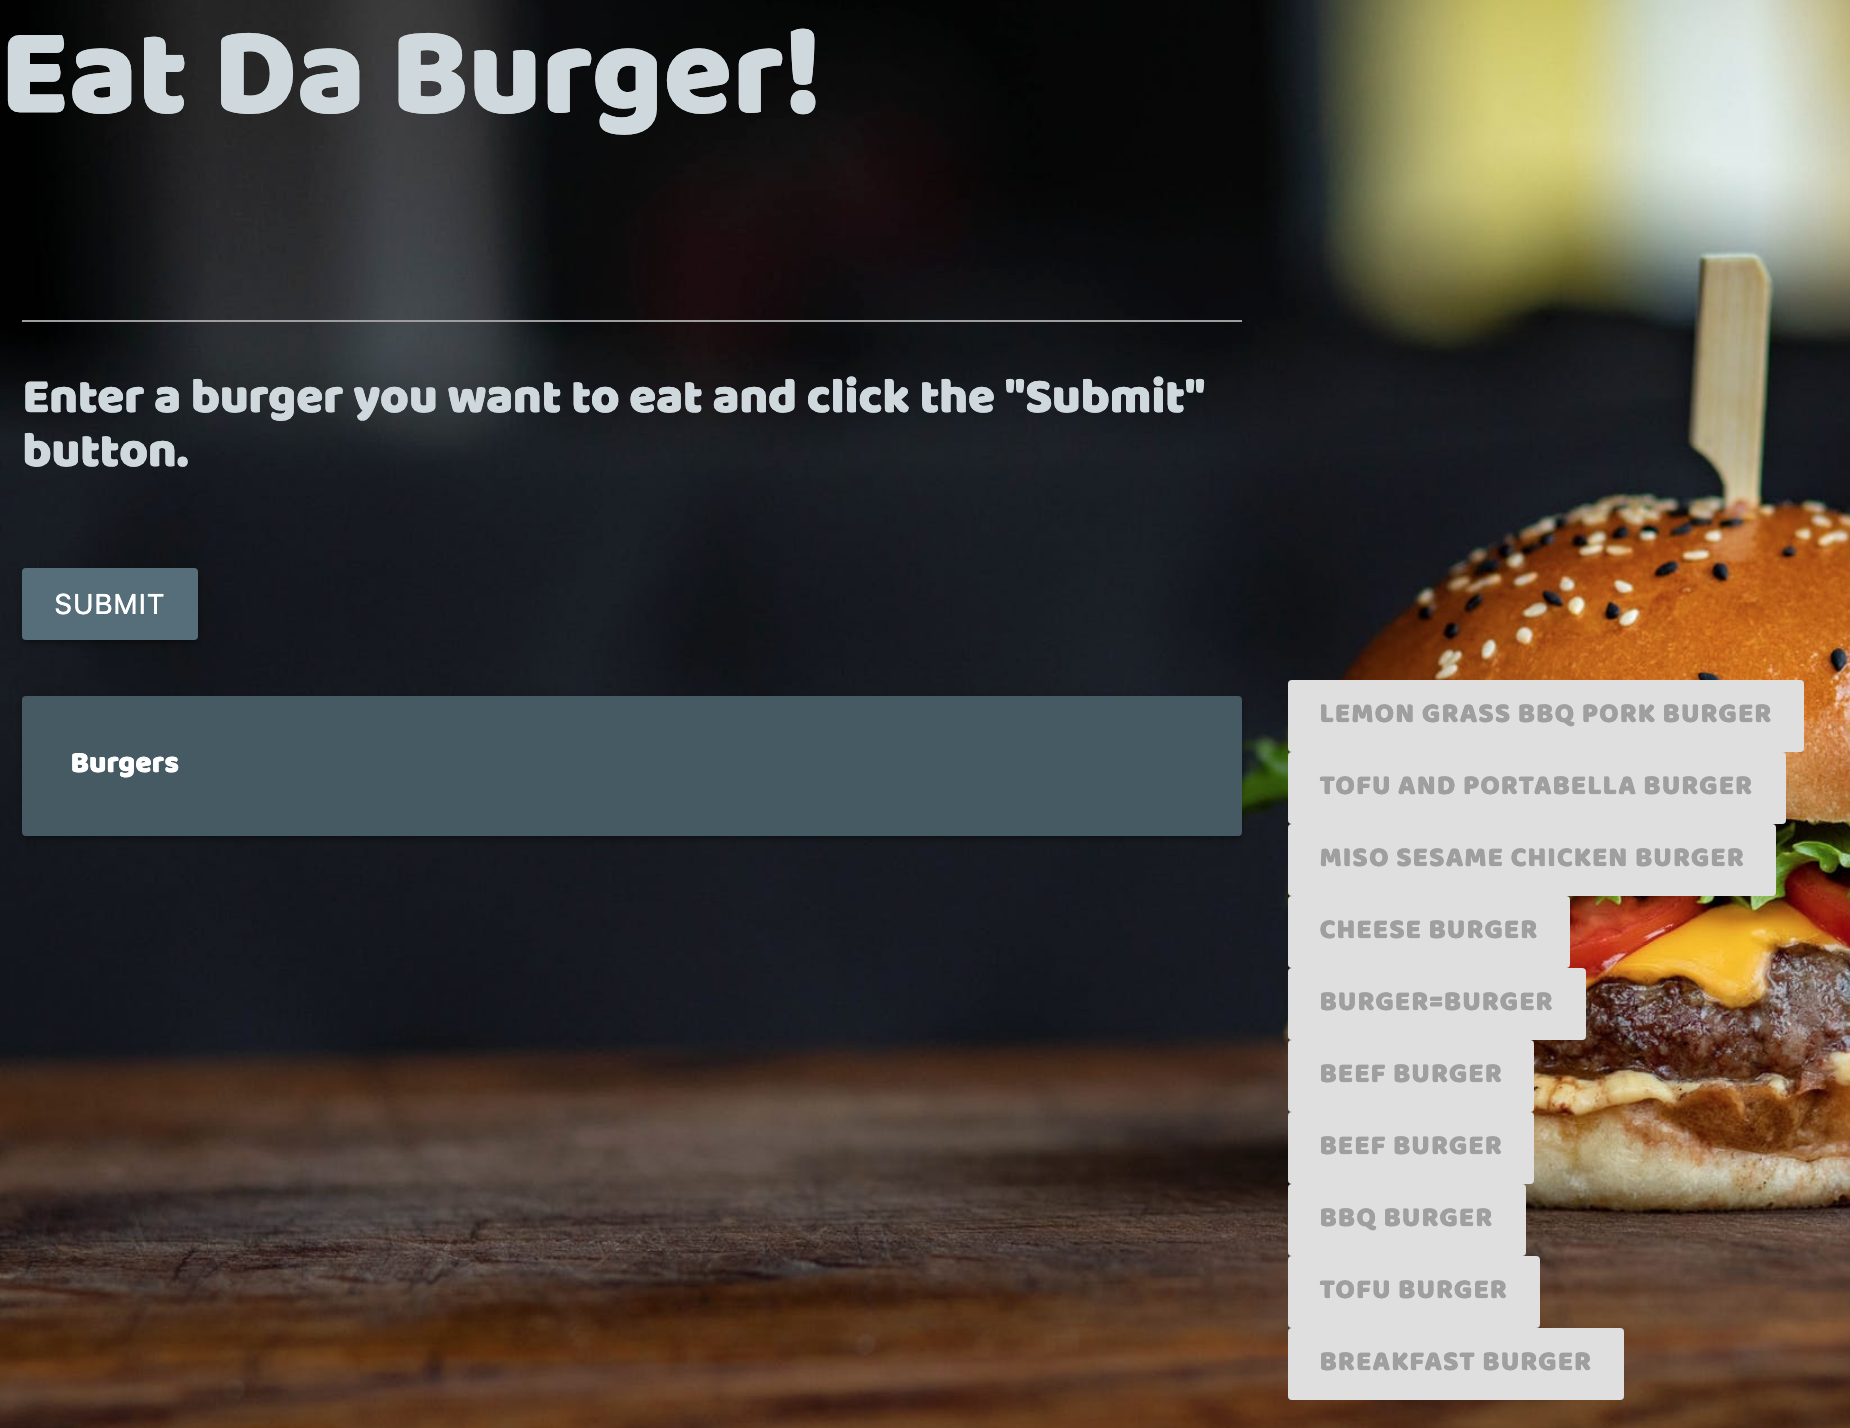 Eat Da Burger!
Enter a burger you want to eat and click the "Submit"
button.
SUBMIT
Burgers
LEMON GRASS BBQ PORK BURGER
TOFU AND PORTABELLA BURGER
MISO SESAME CHICKEN BURGER
CHEESE BURGER
BURGER=BURGER
BEEF BURGER
BEEF BURGER
BBQ BURGER
TOFU BURGER
BREAKFAST BURGER